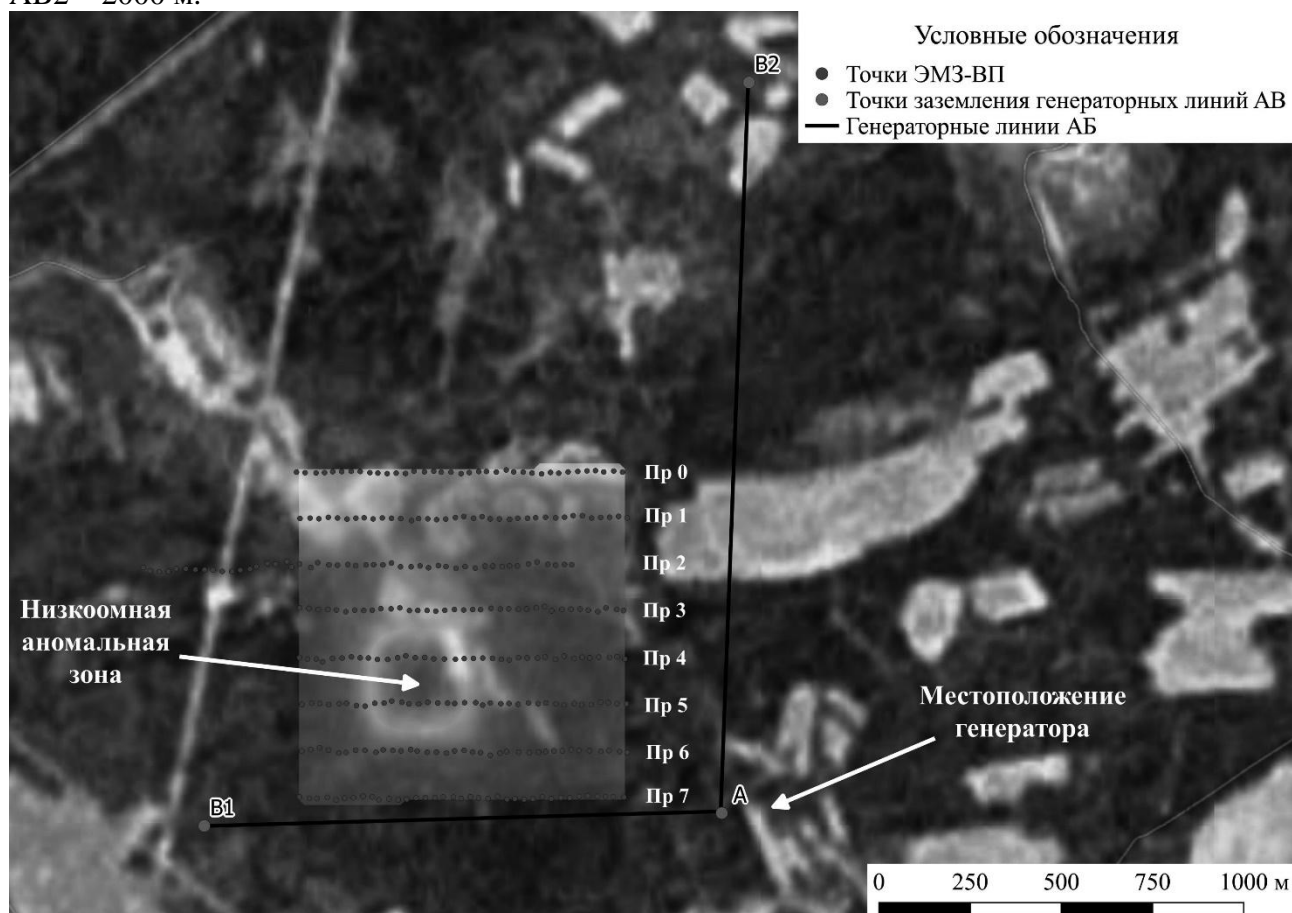 АВ2 – 2000 м.
Условные обозначения
Точки ЭМЗ-ВП
Точки заземления генераторных линий АВ
Генераторные линии АБ
B2
Пр 0
Пр 1
Пр 2
Пр 3
Низкоомная
аномальная
зона
Пр 4
Пр 5
Местоположение
генератора
Пр 6
Пр 7
B1
A
0 250 500 750 1000 м